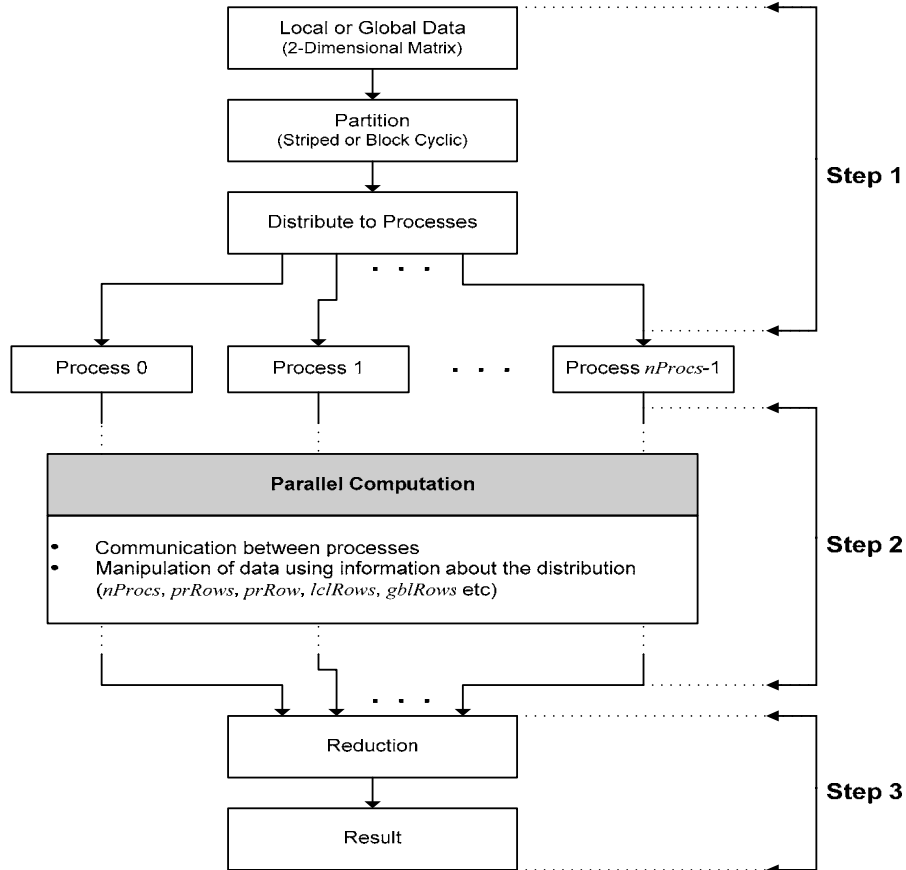 Local or Global Data
(2-Dimensional Matrix)
Partition
(Striped or Block Cyclic)
Step 1
Distribute to Processes
. . .
Process 0
Process 1
. . .
Process nProcs-1
Parallel Computation
• Communication between processes
• Manipulation of data using information about the distribution
(nProcs, prRows, prRow, lclRows, gblRows etc)
Step 2
. . .
Reduction
Step 3
Result